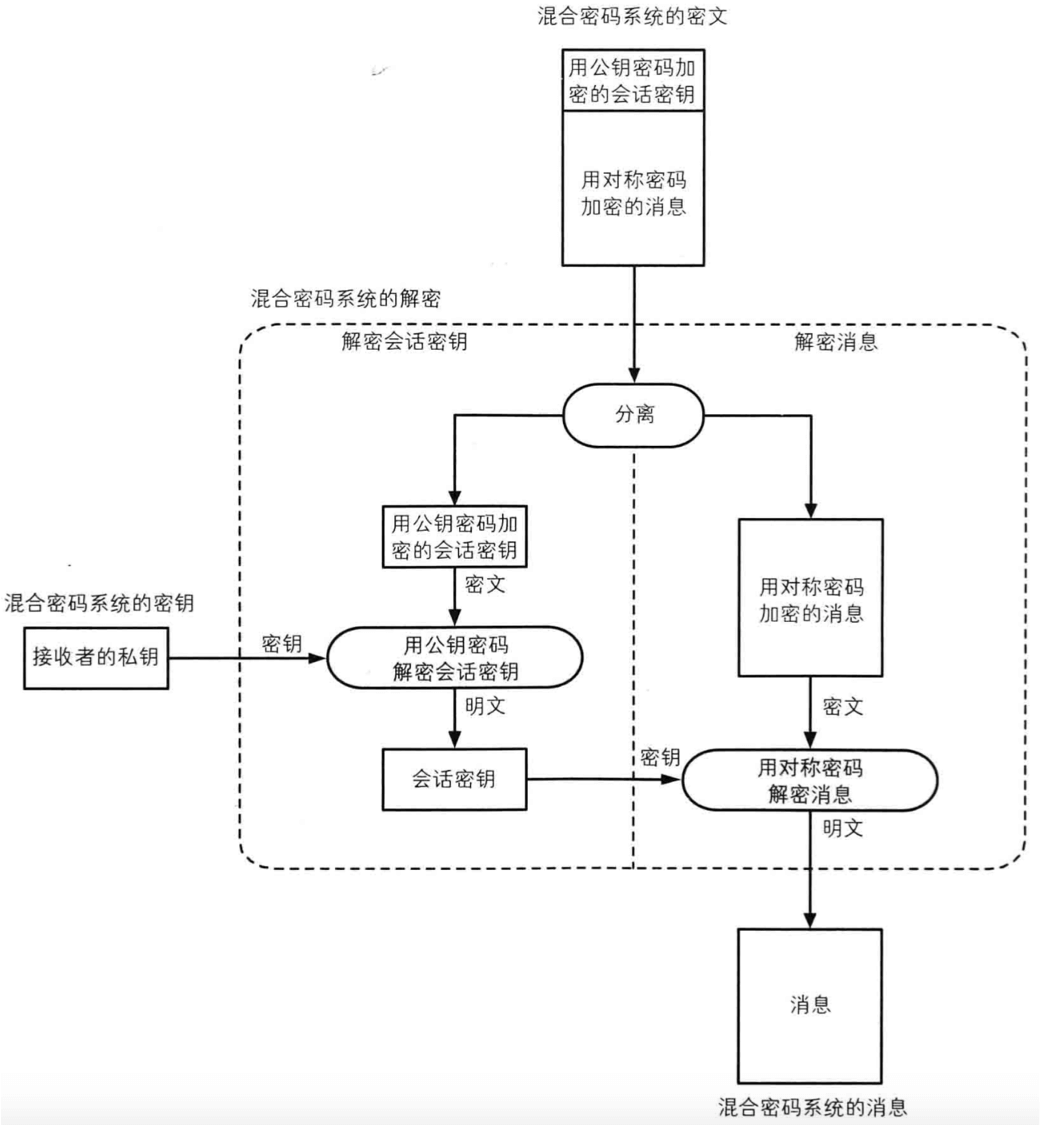 混合密码系统的密文
用公钥密码加
密的会话密钥
用对称密码
加密的消息
混合密码系统的解密
解密会话密钥
解密消息
分离
用公钥密码加
密的会话密钥
密文
用对称密码
加密的消息
混合密码系统的密钥
接收者的私钥
密钥
用公钥密码
解密会话密钥
明文
密文
会话密钥
密钥
用对称密码
解密消息
明文
消息
混合密码系统的消息